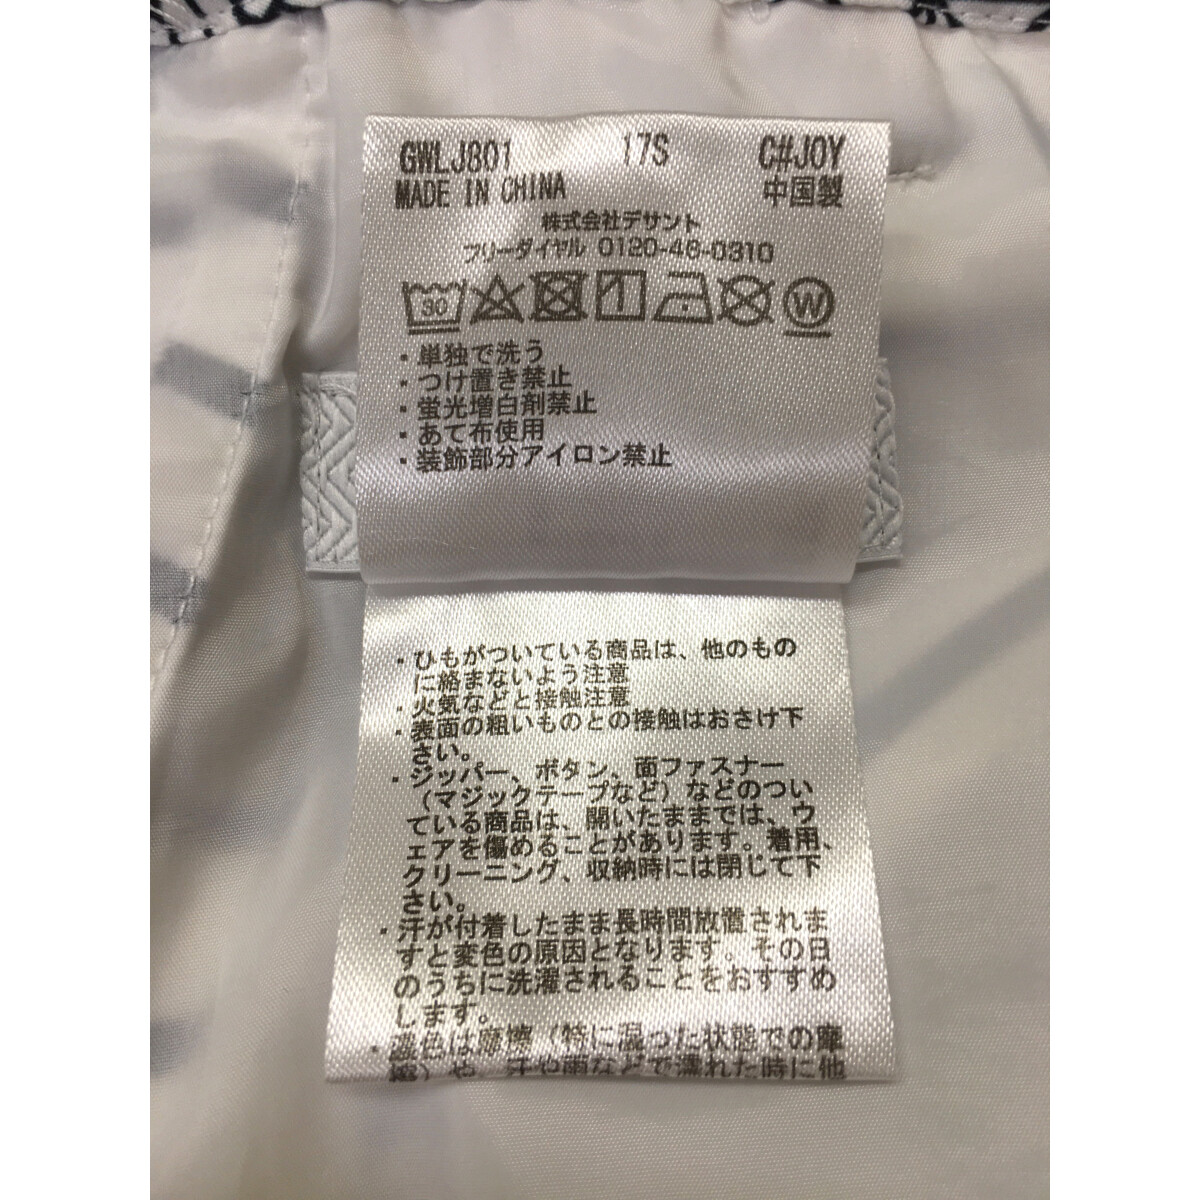 GWLJ801 17S C#JOY
MADE IN CHINA 中国製
株式会社デサント
フリーダイヤル 0120-46-0310
30 W
・単独で洗う
・つけ置き禁止
・蛍光増白剤禁止
・あて布使用
・装飾部分アイロン禁止
・ひもがついている商品は、他のもの
に絡まないよう注意
・火気などと接触注意
・表面の粗いものとの接触はおさけ下
さい。
・ジッパー、ボタン、面ファスナー
（マジックテープなど）などのつい
ている商品は、開いたままでは、ウ
ェアを傷めることがあります。着用、
クリーニング、収納時には閉じて下
さい。
・汗が付着したまま長時間放置されま
すと変色の原因となります。その日
のうちに洗濯されることをおすすめ
します。
・濃色は摩擦（特に湿った状態での摩
擦）や、汗や雨などで濡れた時に他